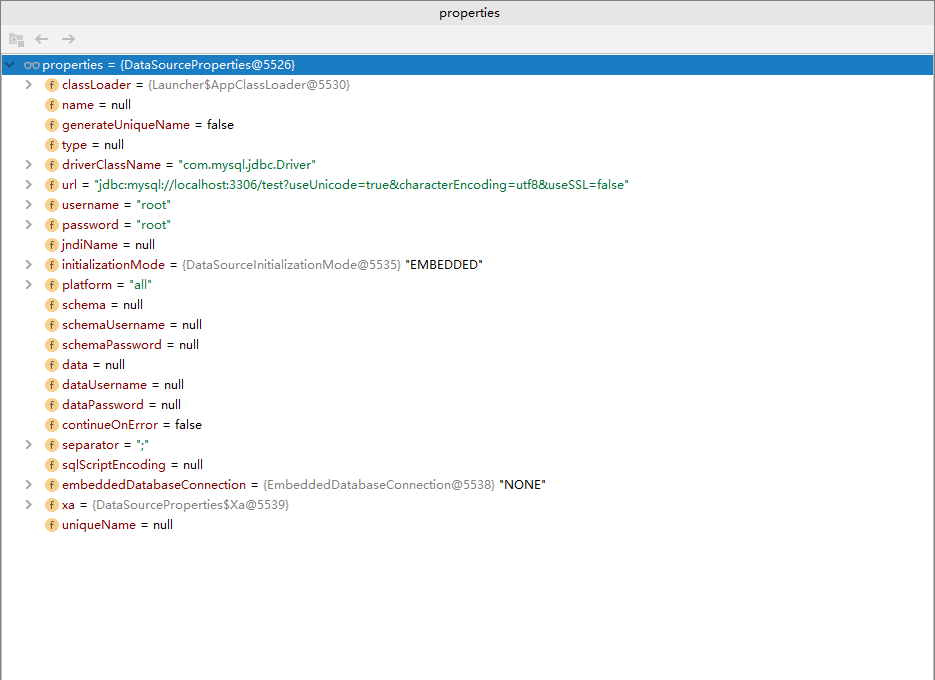 properties
properties = {DataSourceProperties@5526}
f classLoader = {Launcher$AppClassLoader@5530}
f name = null
f generateUniqueName = false
f type = null
f driverClassName = "com.mysql.jdbc.Driver"
f url = "jdbc:mysql://localhost:3306/test?useUnicode=true&characterEncoding=utf8&useSSL=false"
f username = "root"
f password = "root"
f jndiName = null
f initializationMode = {DataSourceInitializationMode@5535} "EMBEDDED"
f platform = "all"
f schema = null
f schemaUsername = null
f schemaPassword = null
f data = null
f dataUsername = null
f dataPassword = null
f continueOnError = false
f separator = ";"
f sqlScriptEncoding = null
f embeddedDatabaseConnection = {EmbeddedDatabaseConnection@5538} "NONE"
f xa = {DataSourceProperties$Xa@5539}
f uniqueName = null